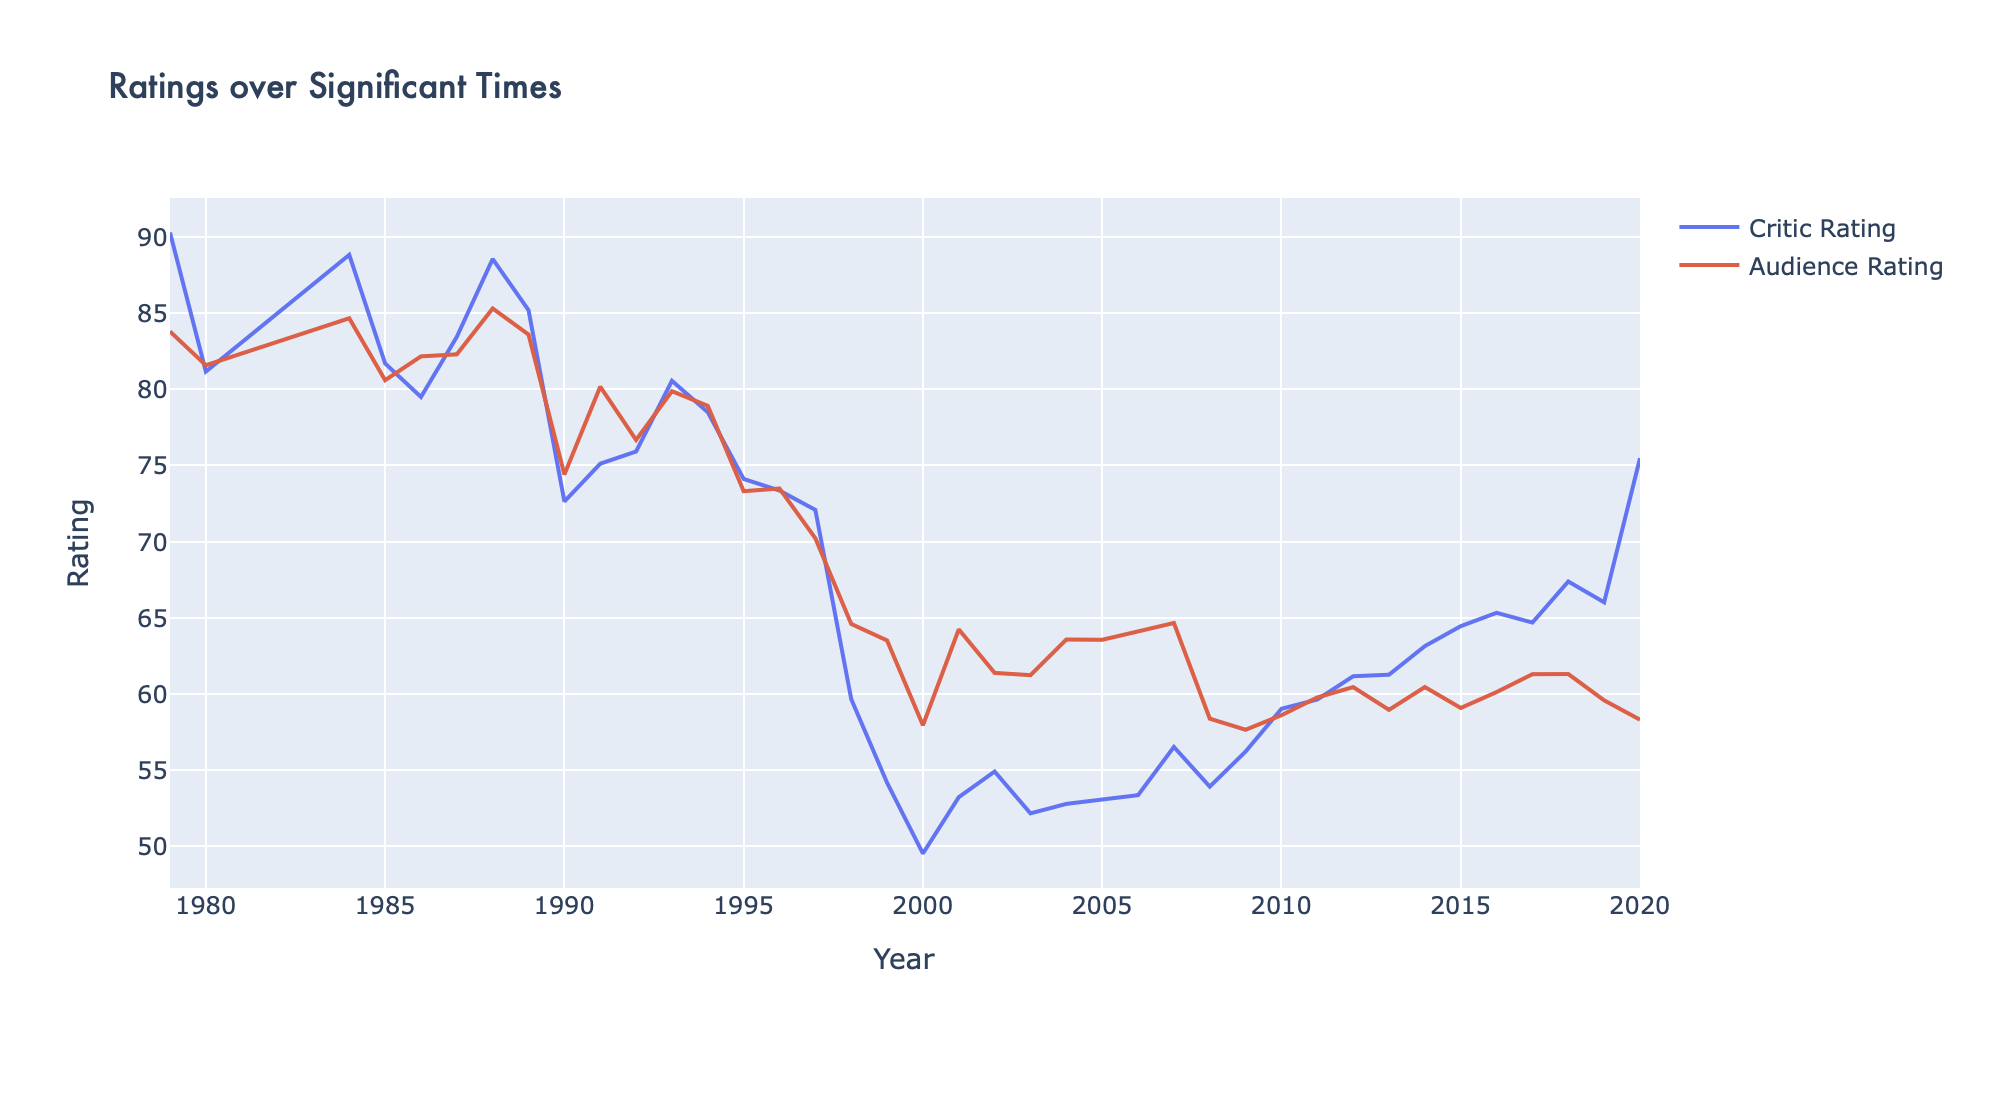 Ratings over Significant Times
Critic Rating
Audience Rating
90
85
80
75
70
65
60
55
50
Rating
1980 1985 1990 1995 2000 2005 2010 2015 2020
Year